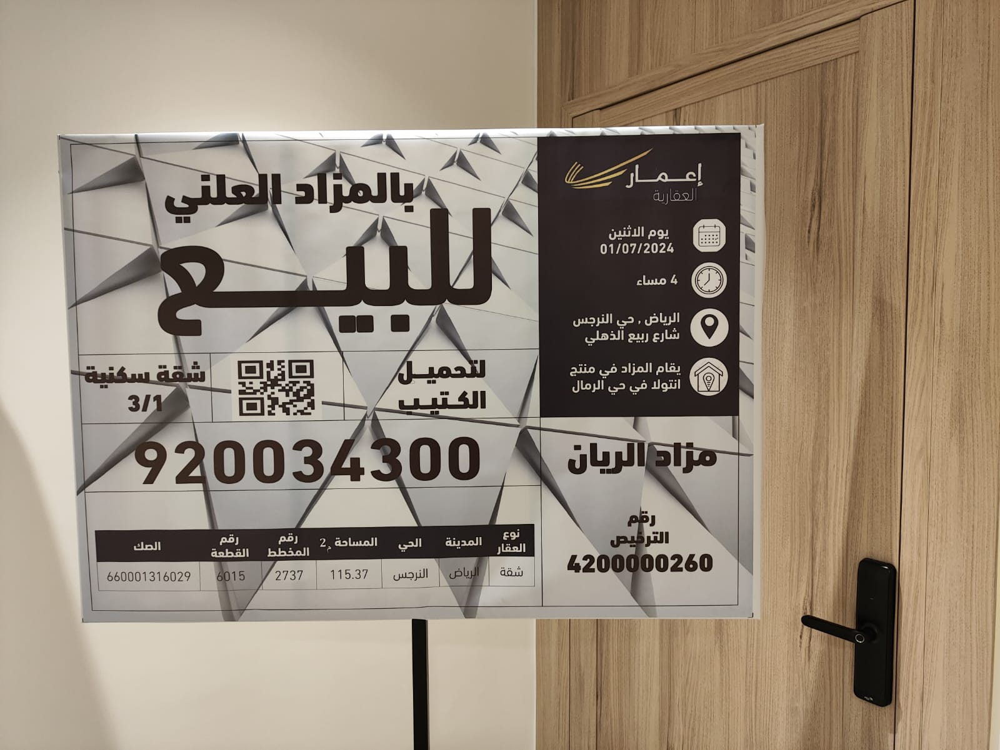 بالمزاد العلني
للبيع
لتحميل
الكتيب
شقة سكنية
3/1
920034300
نوع العقار المدينة الحي المساحة م2 رقم المخطط رقم القطعة الصك
شقة الرياض النرجس 115.37 2737 6015 660001316029
إعمار
العقارية
يوم الاثنين
01/07/2024
4 مساء
الرياض , حي النرجس
شارع ربيع الذهلي
يقام المزاد في منتج
انتولا في حي الرمال
مزاد الريان
رقم
الترخيص
4200000260